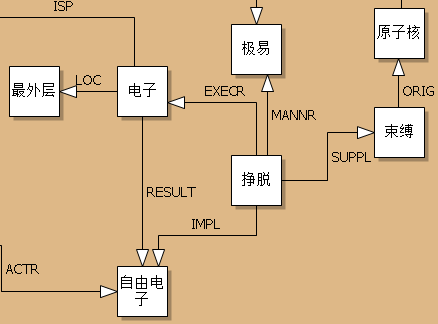 ISP
极易
原子核
最外层
LOC
电子
EXECR
MANNR
ORIG
束缚
挣脱
SUPPL
RESULT
IMPL
ACTR
自由电
子